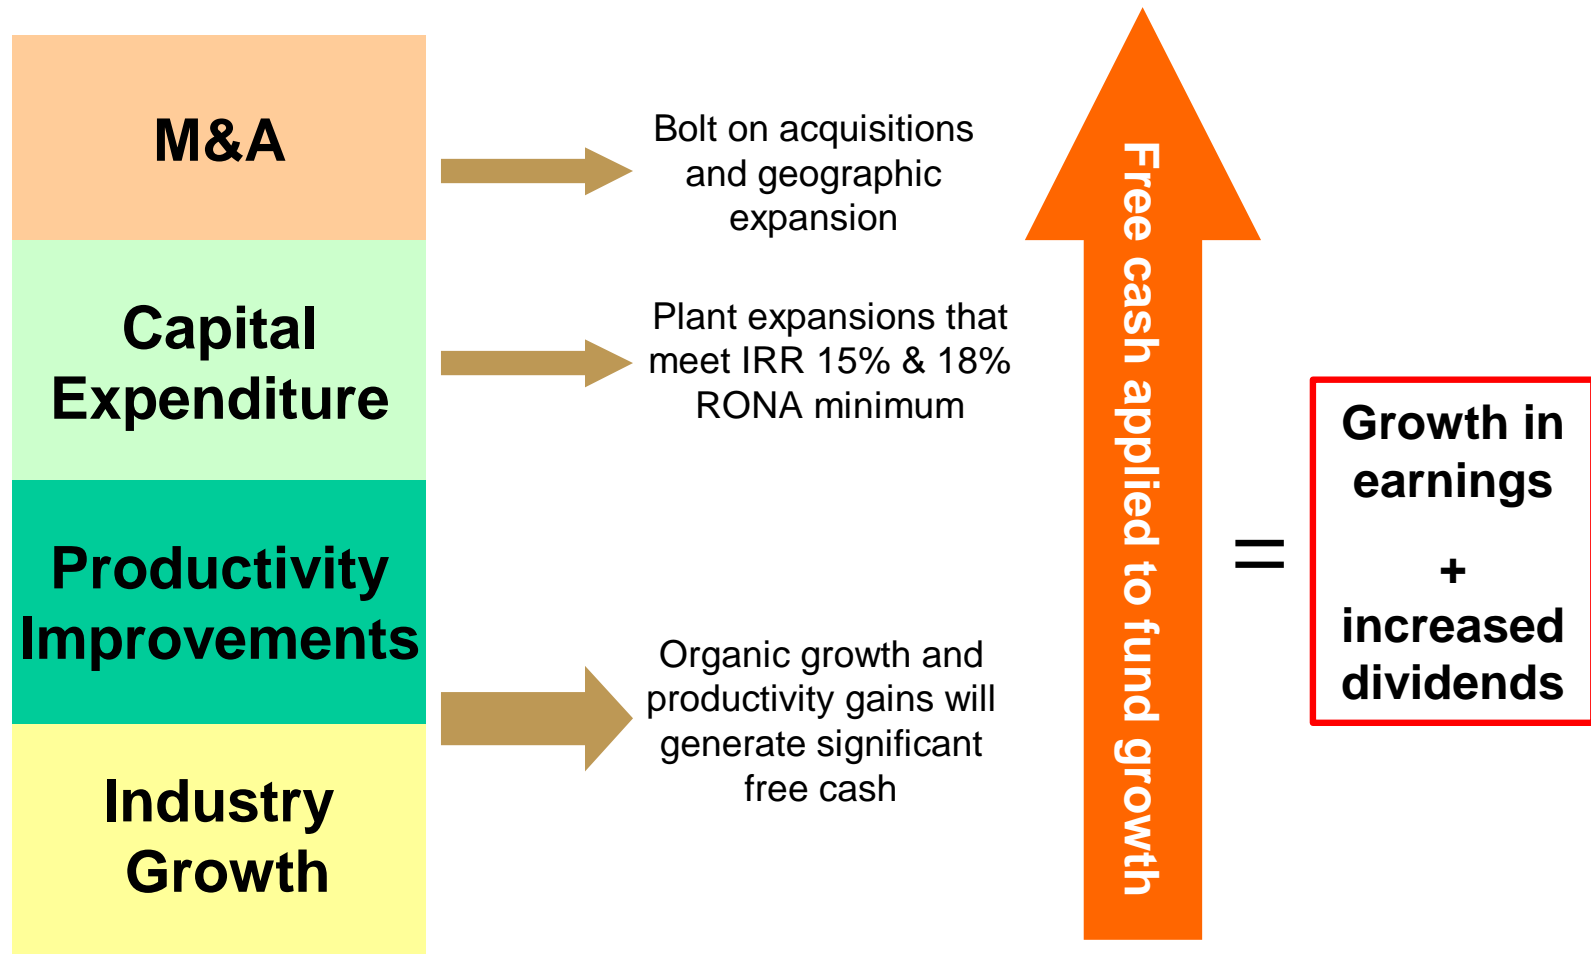 M&A
Bolt on acquisitions
and geographic
expansion
Capital
Expenditure
Plant expansions that
meet IRR 15% & 18%
RONA minimum
Productivity
Improvements
Organic growth and
productivity gains will
generate significant
free cash
Industry
Growth
Free cash applied to fund growth
=
Growth in
earnings
+
increased
dividends